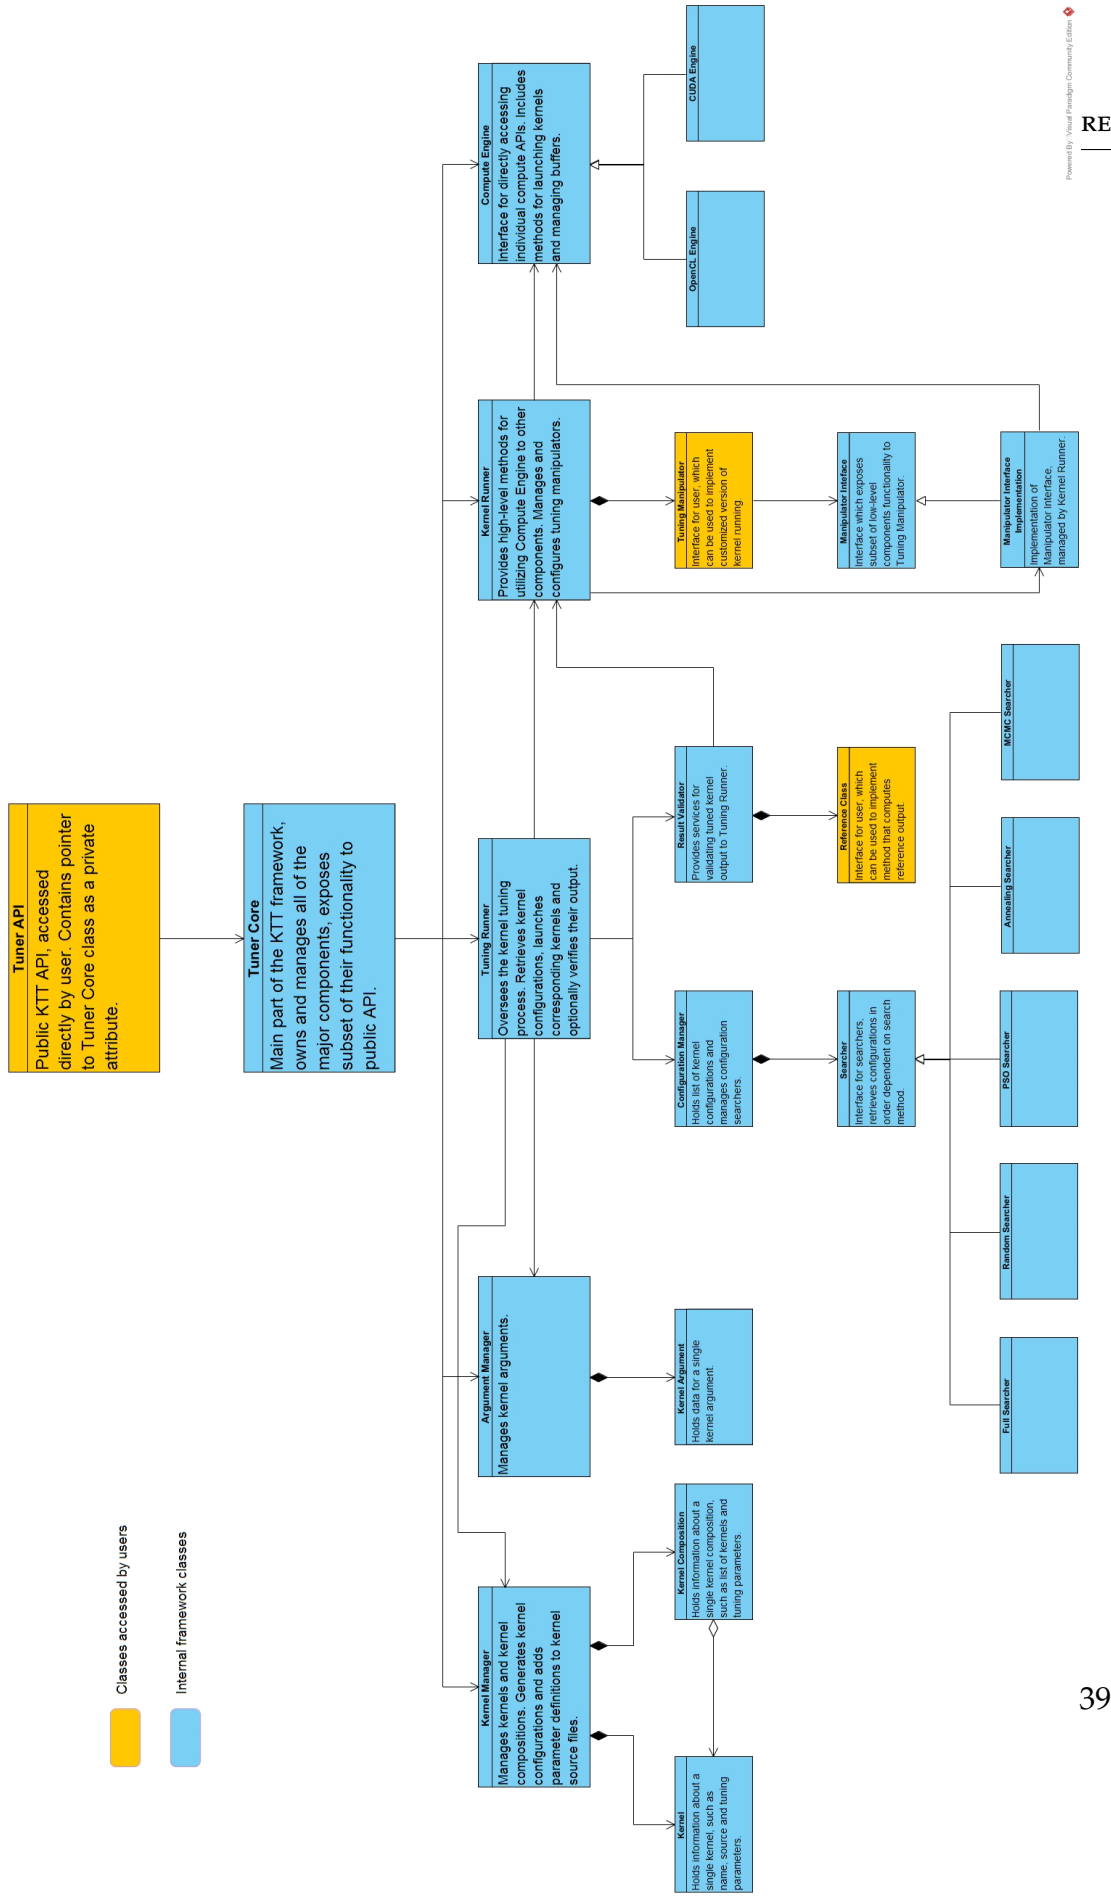 Tuner API
Public KTT API, accessed
directly by user. Contains pointer
to Tuner Core class as a private
attribute.
Classes accessed by users
Internal framework classes
Tuner Core
Main part of the KTT framework,
owns and manages all of the
major components, exposes
subset of their functionality to
public API.
Kernel Manager
Manages kernels and kernel
compositions. Generates kernel
configurations and adds
parameter definitions to kernel
source files.
Argument Manager
Manages kernel arguments.
Tuning Runner
Oversees the kernel tuning
process. Retrieves kernel
configurations, launches
corresponding kernels and
optionally verifies their output.
Kernel Runner
Provides high-level methods for
utilizing Compute Engine to other
components. Manages and
configures tuning manipulators.
Compute Engine
Interface for directly accessing
individual compute APIs. Includes
methods for launching kernels
and managing buffers.
Kernel
Holds information about a
single kernel, such as
name, source and tuning
parameters.
Kernel Composition
Holds information about a
single kernel composition,
such as list of kernels and
tuning parameters.
Kernel Argument
Holds data for a single
kernel argument.
Configuration Manager
Holds list of kernel
configurations and
manages configuration
searchers.
Result Validator
Provides services for
validating tuned kernel
output to Tuning Runner.
Tuning Manipulator
Interface for user, which
can be used to implement
customized version of
kernel running.
OpenCL Engine
CUDA Engine
Searcher
Interface for searchers,
retrieves configurations in
order dependent on search
method.
Reference Class
Interface for user, which
can be used to implement
method that computes
reference output.
Manipulator Inteface
Interface which exposes
subset of low-level
components functionality to
Tuning Manipulator.
Full Searcher
Random Searcher
PSO Searcher
Annealing Searcher
MCMC Searcher
Manipulator Interface
Implementation
Implementation of
Manipulator Interface,
managed by Kernel Runner.
Powered By Visual Paradigm Community Edition
RE
39